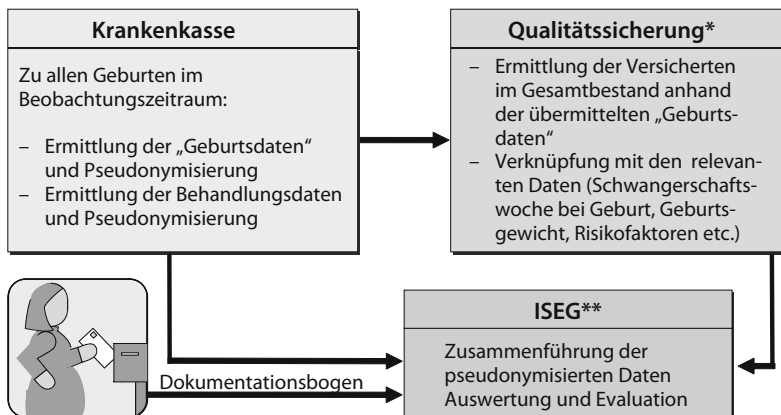 Krankenkasse
Zu allen Geburten im
Beobachtungszeitraum:
– Ermittlung der „Geburtsdaten“
und Pseudonymisierung
– Ermittlung der Behandlungsdaten
und Pseudonymisierung
Qualitätssicherung*
– Ermittlung der Versicherten
im Gesamtbestand anhand
der übermittelten „Geburts-
daten“
– Verknüpfung mit den relevan-
ten Daten (Schwangerschafts-
woche bei Geburt, Geburts-
gewicht, Risikofaktoren etc.)
ISEG**
Zusammenführung der
pseudonymisierten Daten
Auswertung und Evaluation
Dokumentationsbogen